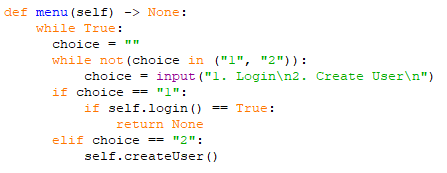 def menu(self) -> None:
    while True:
      choice = ""
      while not(choice in ("1", "2")):
          choice = input("1. Login\n2. Create User\n")
      if choice == "1":
          if self.login() == True:
              return None
      elif choice == "2":
          self.createUser()